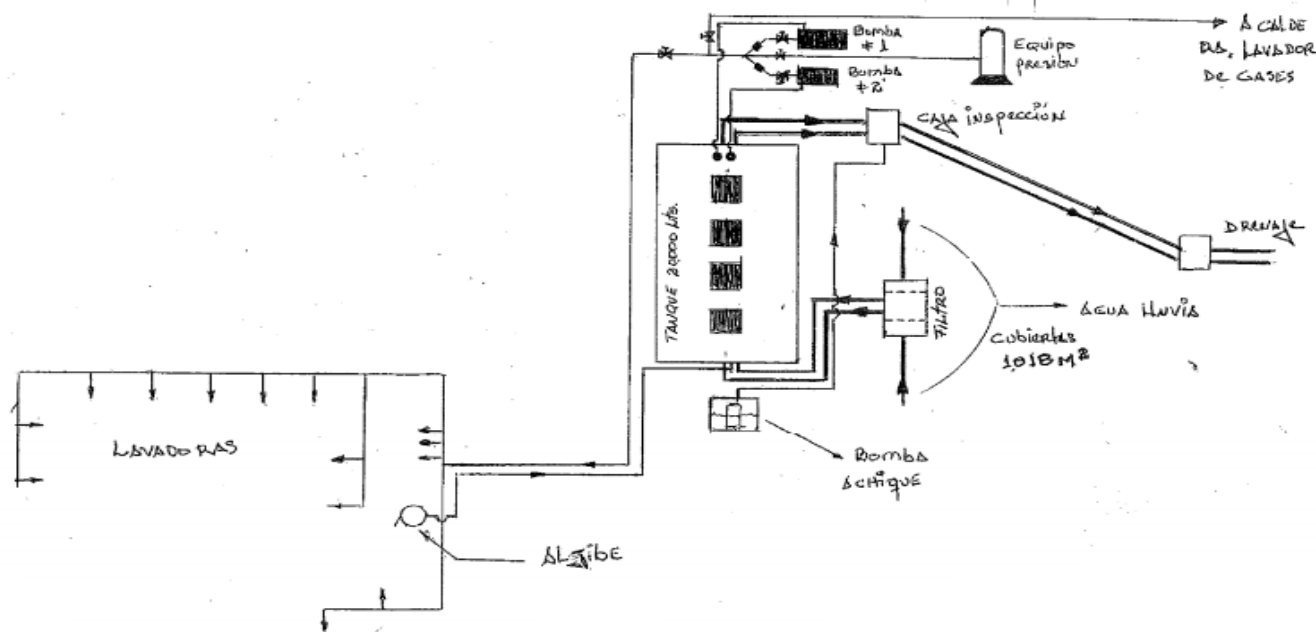 Bomba
#1
Equipo
presión
A CALDE
RA. LAVADOR
DE GASES
Bomba
#2
CAJA inspección
TANQUE 20000 Lts.
DRENAJE
FILTRO
AGUA LLUVIA
Cubiertas
1018 M²
LAVADORAS
Bomba
Achique
ALJIBE